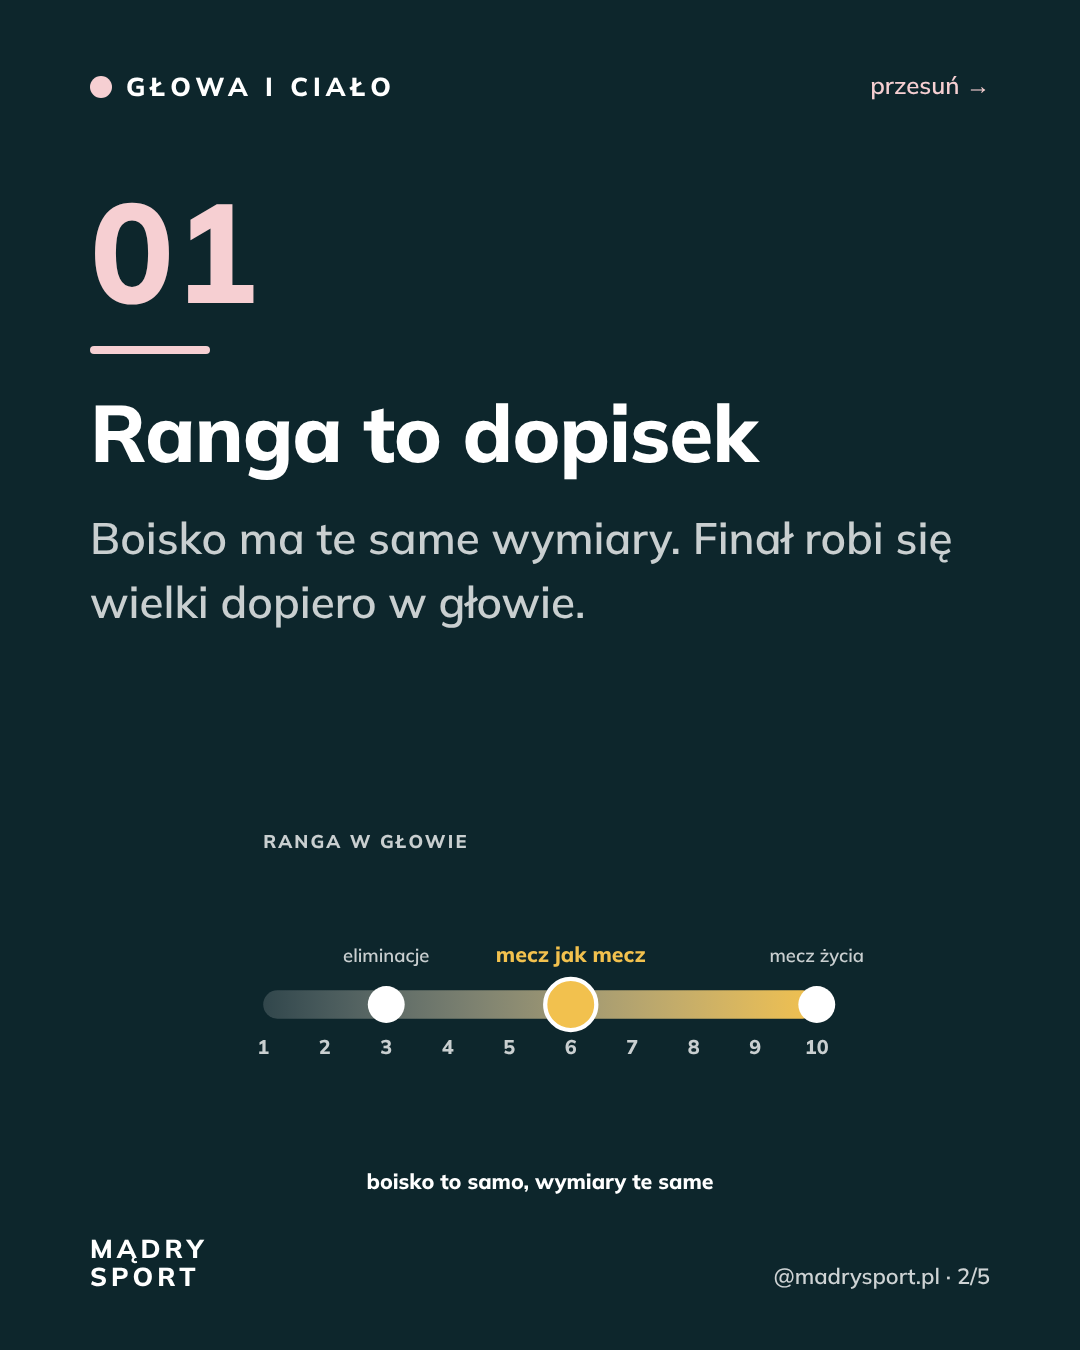 GŁOWA I CIAŁO
przesuń →
01
Ranga to dopisek
Boisko ma te same wymiary. Finał robi się
wielki dopiero w głowie.
RANGA W GŁOWIE
eliminacje mecz jak mecz mecz życia
1 2 3 4 5 6 7 8 9 10
boisko to samo, wymiary te same
MĄDRY
SPORT
@madrysport.pl · 2/5